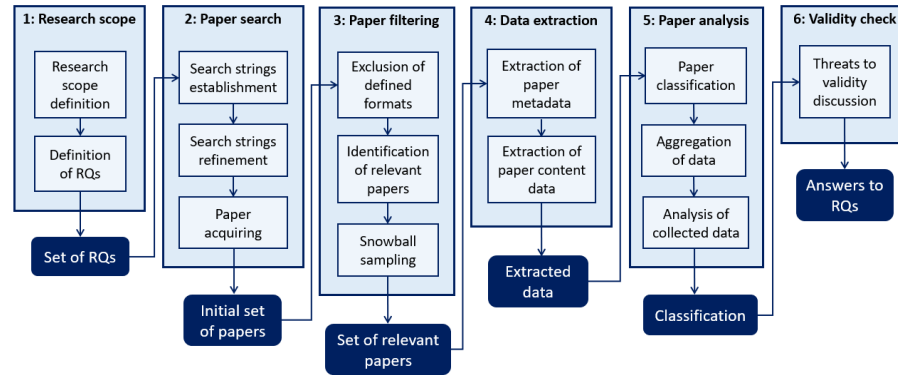 1: Research scope
Research
scope
definition
Definition
of RQs
Set of RQs
2: Paper search
Search strings
establishment
Search strings
refinement
Paper
acquiring
Initial set
of papers
3: Paper filtering
Exclusion of
defined
formats
Identification
of relevant
papers
Snowball
sampling
Set of relevant
papers
4: Data extraction
Extraction of
paper
metadata
Extraction of
paper content
data
Extracted
data
5: Paper analysis
Paper
classification
Aggregation
of data
Analysis of
collected data
Classification
6: Validity check
Threats to
validity
discussion
Answers to
RQs